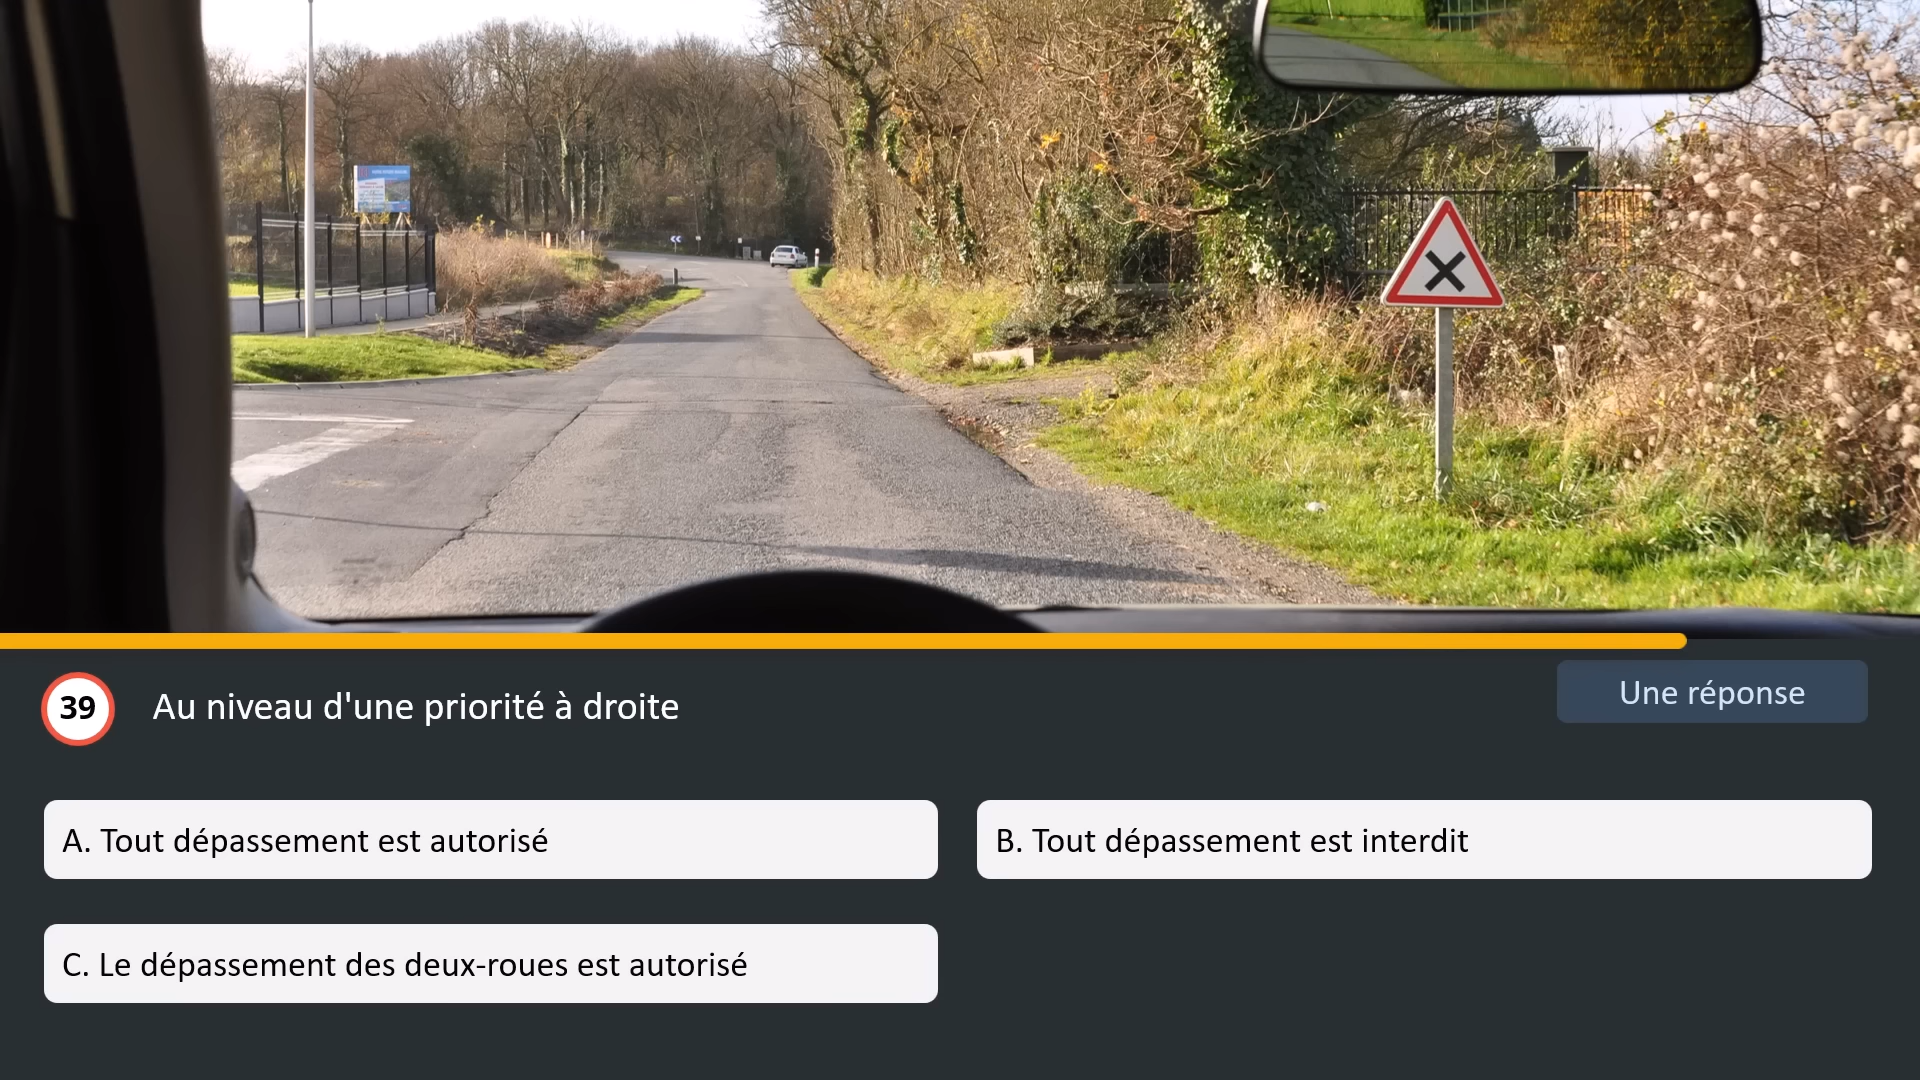 39
Au niveau d'une priorité à droite
Une réponse
A. Tout dépassement est autorisé
B. Tout dépassement est interdit
C. Le dépassement des deux-roues est autorisé